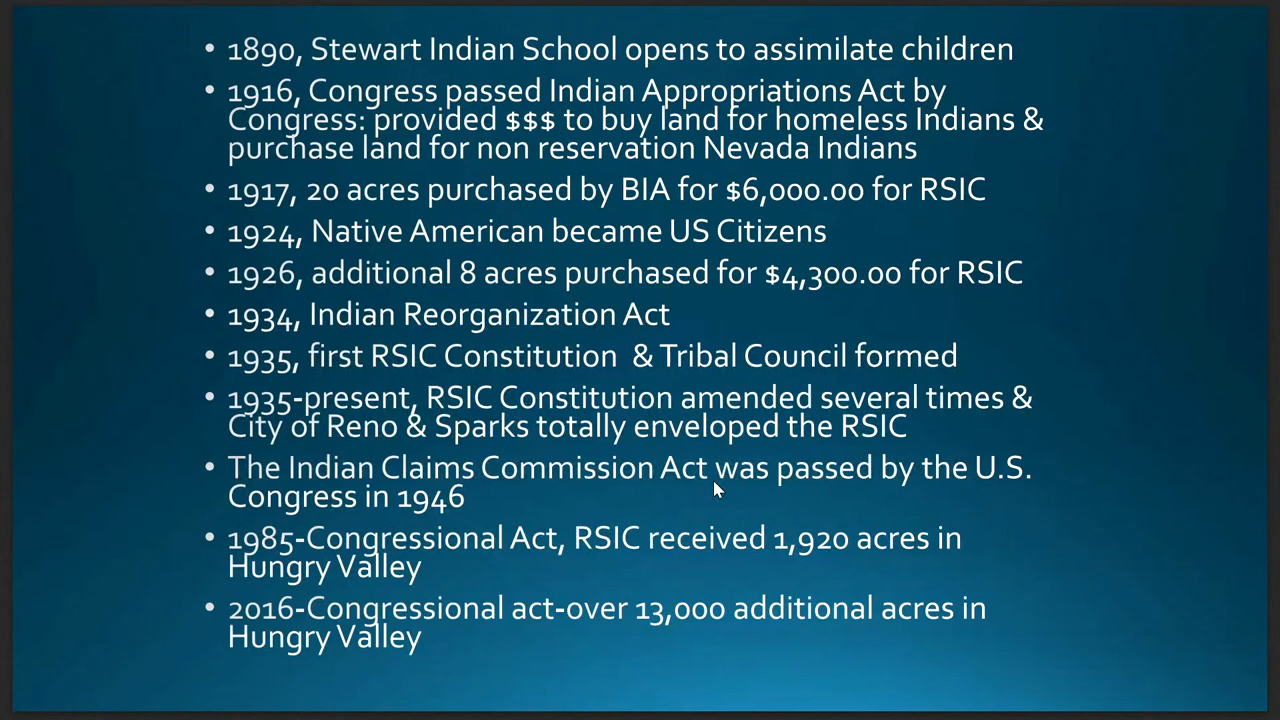 • 1890, Stewart Indian School opens to assimilate children
• 1916, Congress passed Indian Appropriations Act by
Congress: provided $$$ to buy land for homeless Indians &
purchase land for non reservation Nevada Indians
• 1917, 20 acres purchased by BIA for $6,000.00 for RSIC
• 1924, Native American became US Citizens
• 1926, additional 8 acres purchased for $4,300.00 for RSIC
• 1934, Indian Reorganization Act
• 1935, first RSIC Constitution & Tribal Council formed
• 1935-present, RSIC Constitution amended several times &
City of Reno & Sparks totally enveloped the RSIC
• The Indian Claims Commission Act was passed by the U.S.
Congress in 1946
• 1985-Congressional Act, RSIC received 1,920 acres in
Hungry Valley
• 2016-Congressional act-over 13,000 additional acres in
Hungry Valley